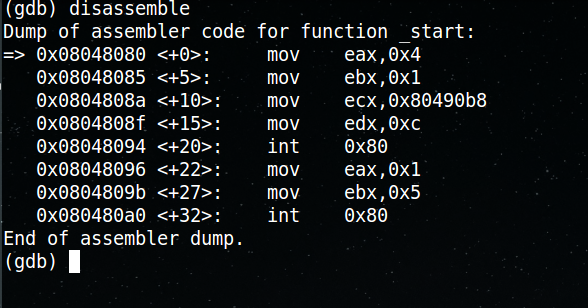 (gdb) disassemble
Dump of assembler code for function _start:
=> 0x08048080 <+0>:     mov    eax,0x4
   0x08048085 <+5>:     mov    ebx,0x1
   0x0804808a <+10>:    mov    ecx,0x80490b8
   0x0804808f <+15>:    mov    edx,0xc
   0x08048094 <+20>:    int    0x80
   0x08048096 <+22>:    mov    eax,0x1
   0x0804809b <+27>:    mov    ebx,0x5
   0x080480a0 <+32>:    int    0x80
End of assembler dump.
(gdb)